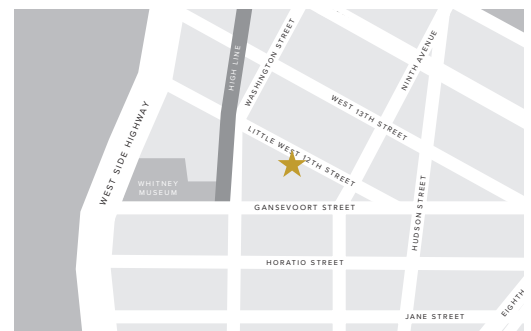 HIGH LINE
WASHINGTON STREET
NINTH AVENUE
WEST 13TH STREET
WEST SIDE HIGHWAY
LITTLE WEST 12TH STREET
WHITNEY
MUSEUM
GANSEVOORT STREET
HUDSON STREET
HORATIO STREET
EIGHTH
JANE STREET